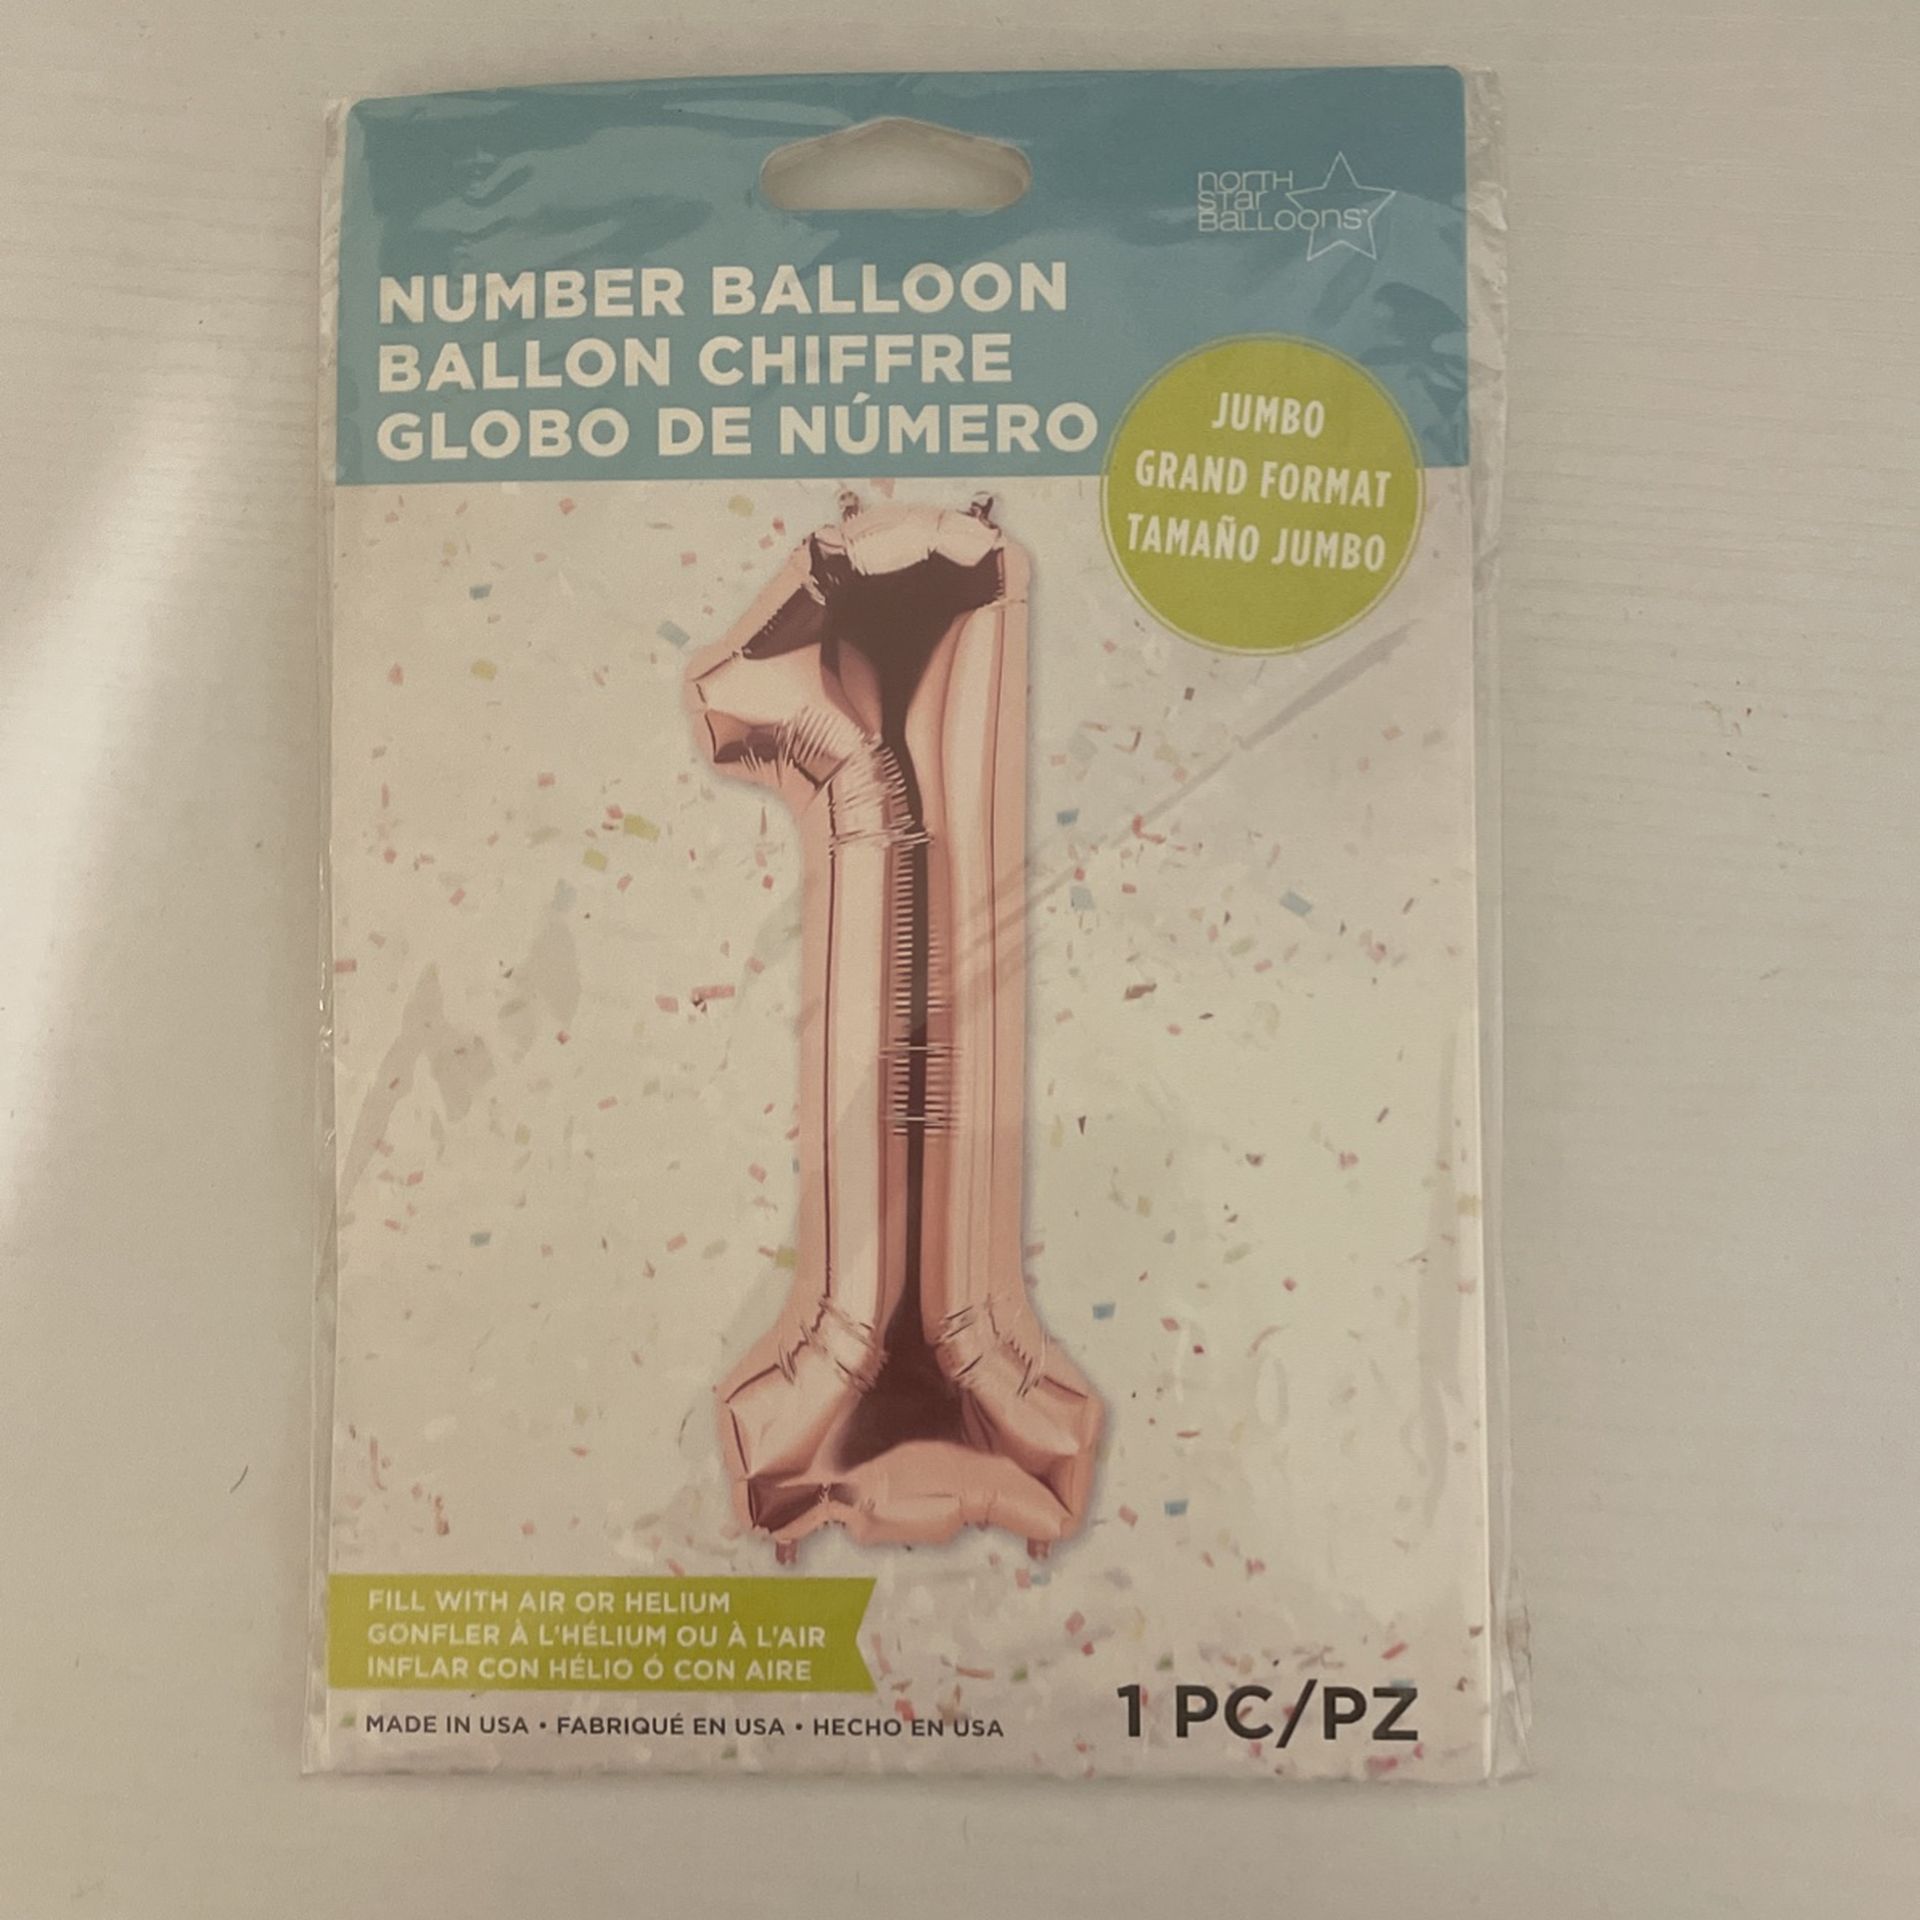 NORTH
STAR
BALLOONS™
NUMBER BALLOON
BALLON CHIFFRE
GLOBO DE NÚMERO
JUMBO
GRAND FORMAT
TAMAÑO JUMBO
FILL WITH AIR OR HELIUM
GONFLER À L'HÉLIUM OU À L'AIR
INFLAR CON HÉLIO Ó CON AIRE
MADE IN USA • FABRIQUÉ EN USA • HECHO EN USA
1 PC/PZ